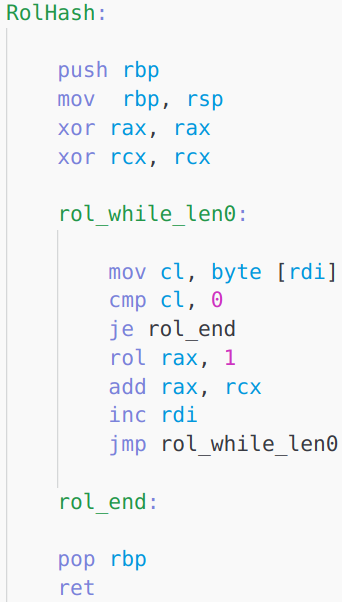 RolHash:
push rbp
mov  rbp, rsp
xor rax, rax
xor rcx, rcx
rol_while_len0:
mov cl, byte [rdi]
cmp cl, 0
je rol_end
rol rax, 1
add rax, rcx
inc rdi
jmp rol_while_len0
rol_end:
pop rbp
ret